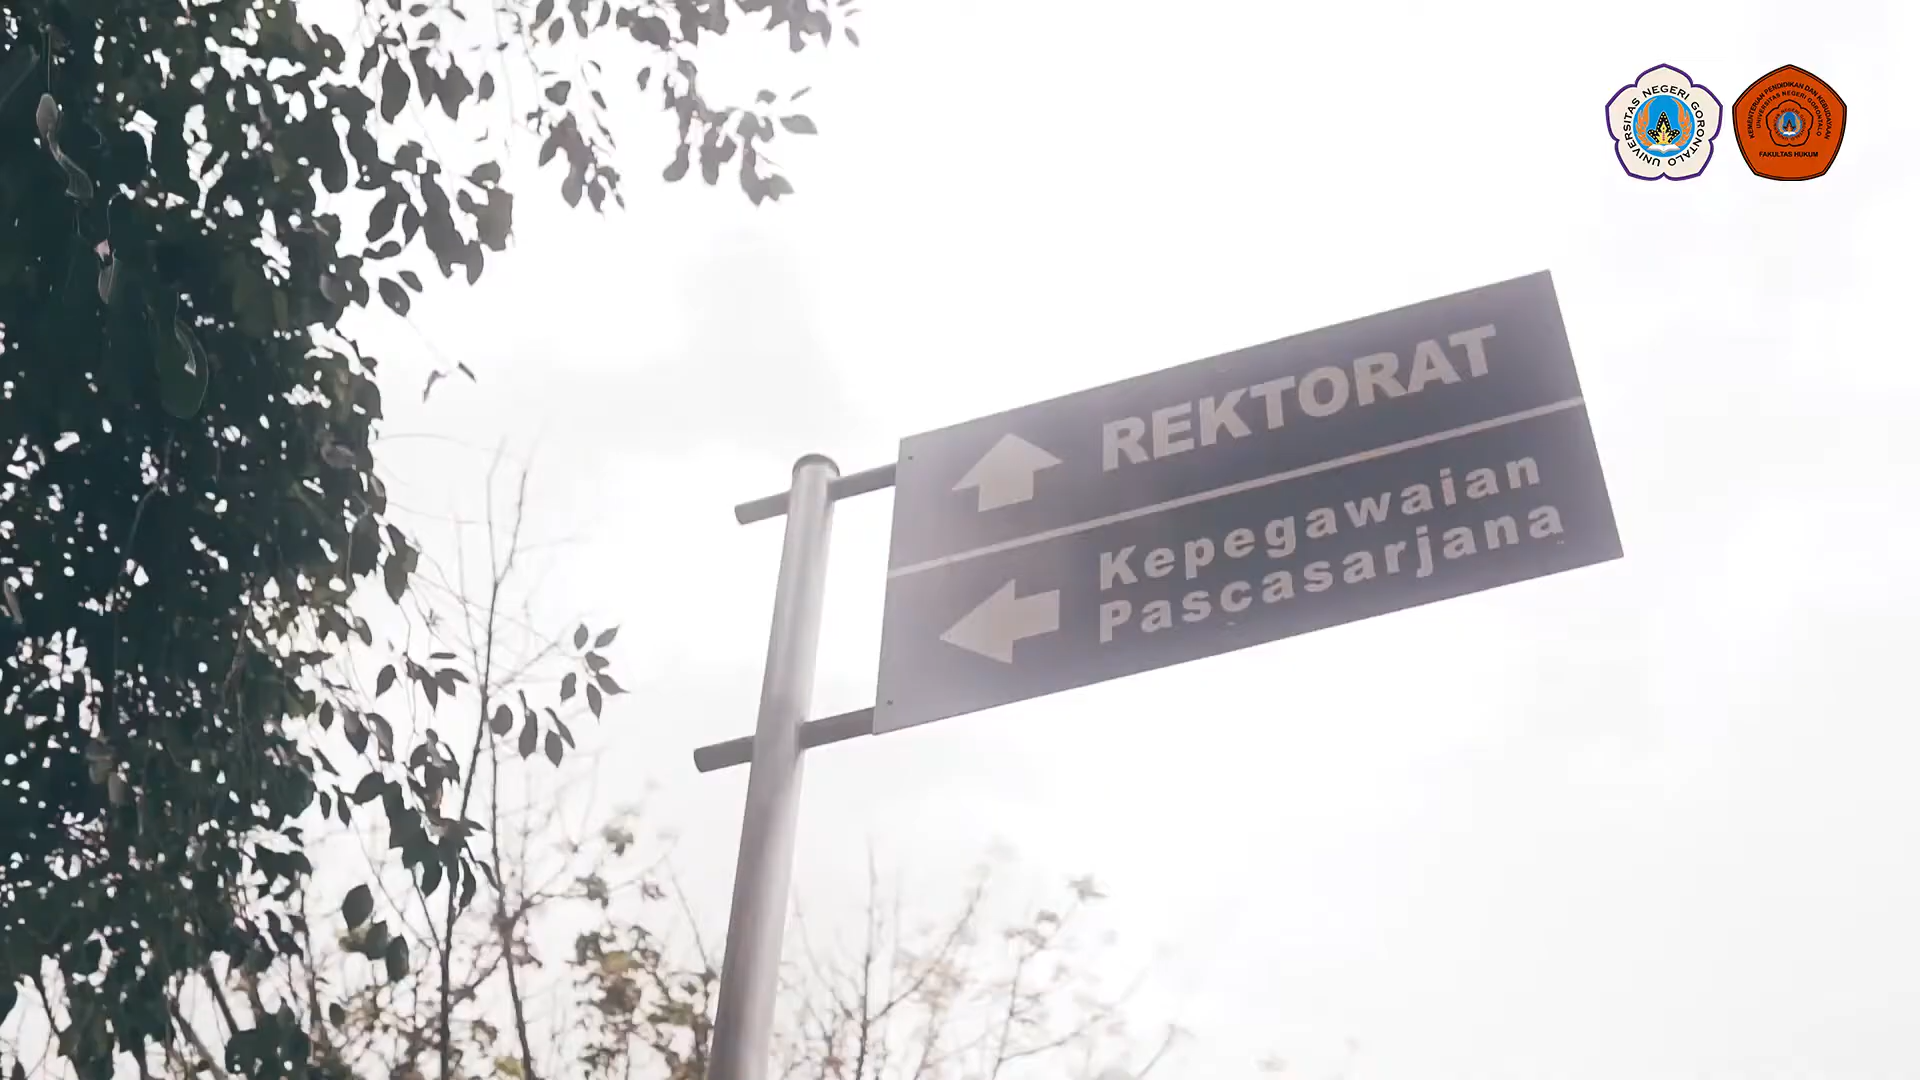 UNIVERSITAS NEGERI GORONTALO
KEMENTERIAN PENDIDIKAN DAN KEBUDAYAAN
UNIVERSITAS NEGERI GORONTALO
FAKULTAS HUKUM
REKTORAT
Kepegawaian
Pascasarjana